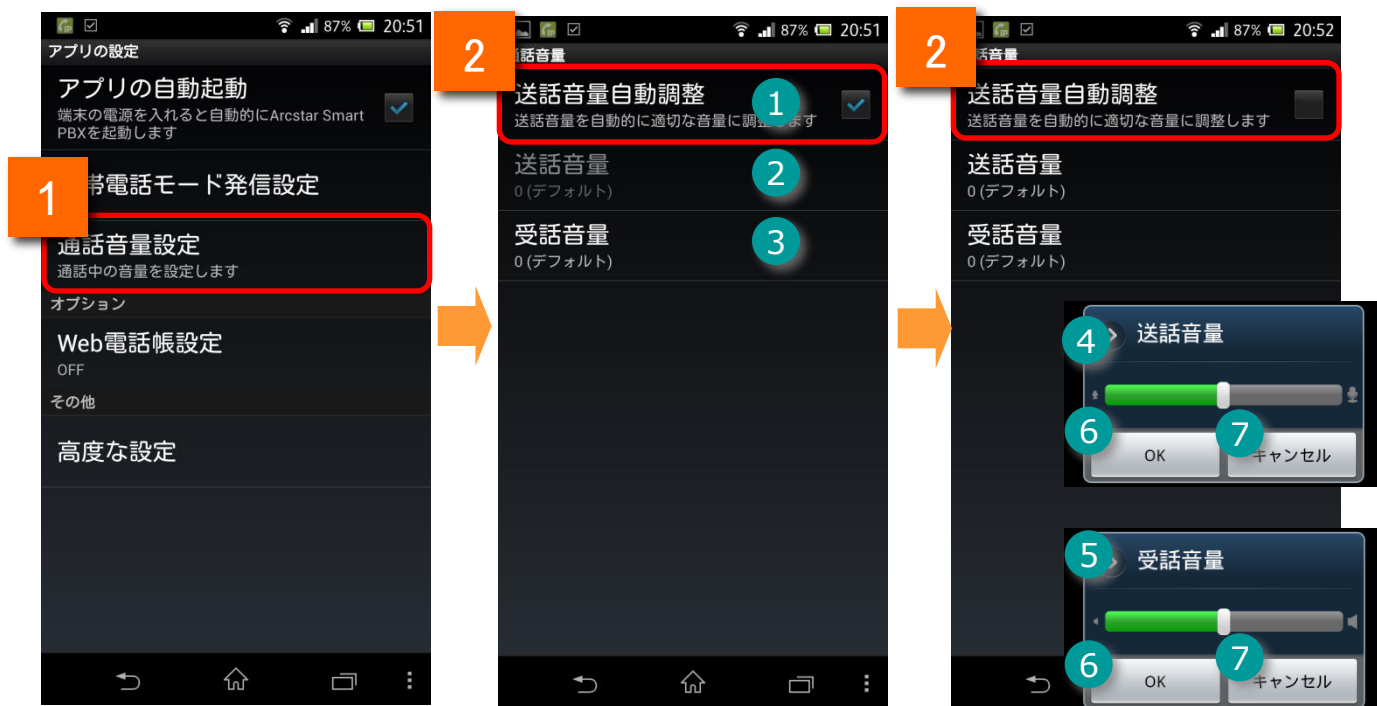 87% 20:51
アプリの設定
アプリの自動起動
端末の電源を入れると自動的にArcstar Smart
PBXを起動します
1
帯電話モード発信設定
通話音量設定
通話中の音量を設定します
オプション
Web電話帳設定
OFF
その他
高度な設定
2
87% 20:51
話音量
送話音量自動調整
1
送話音量を自動的に適切な音量に調整します
送話音量
2
0 (デフォルト)
受話音量
3
0 (デフォルト)
2
87% 20:52
話音量
送話音量自動調整
送話音量を自動的に適切な音量に調整します
送話音量
0 (デフォルト)
受話音量
0 (デフォルト)
4
送話音量
6
7
OK
キャンセル
5
受話音量
6
7
OK
キャンセル